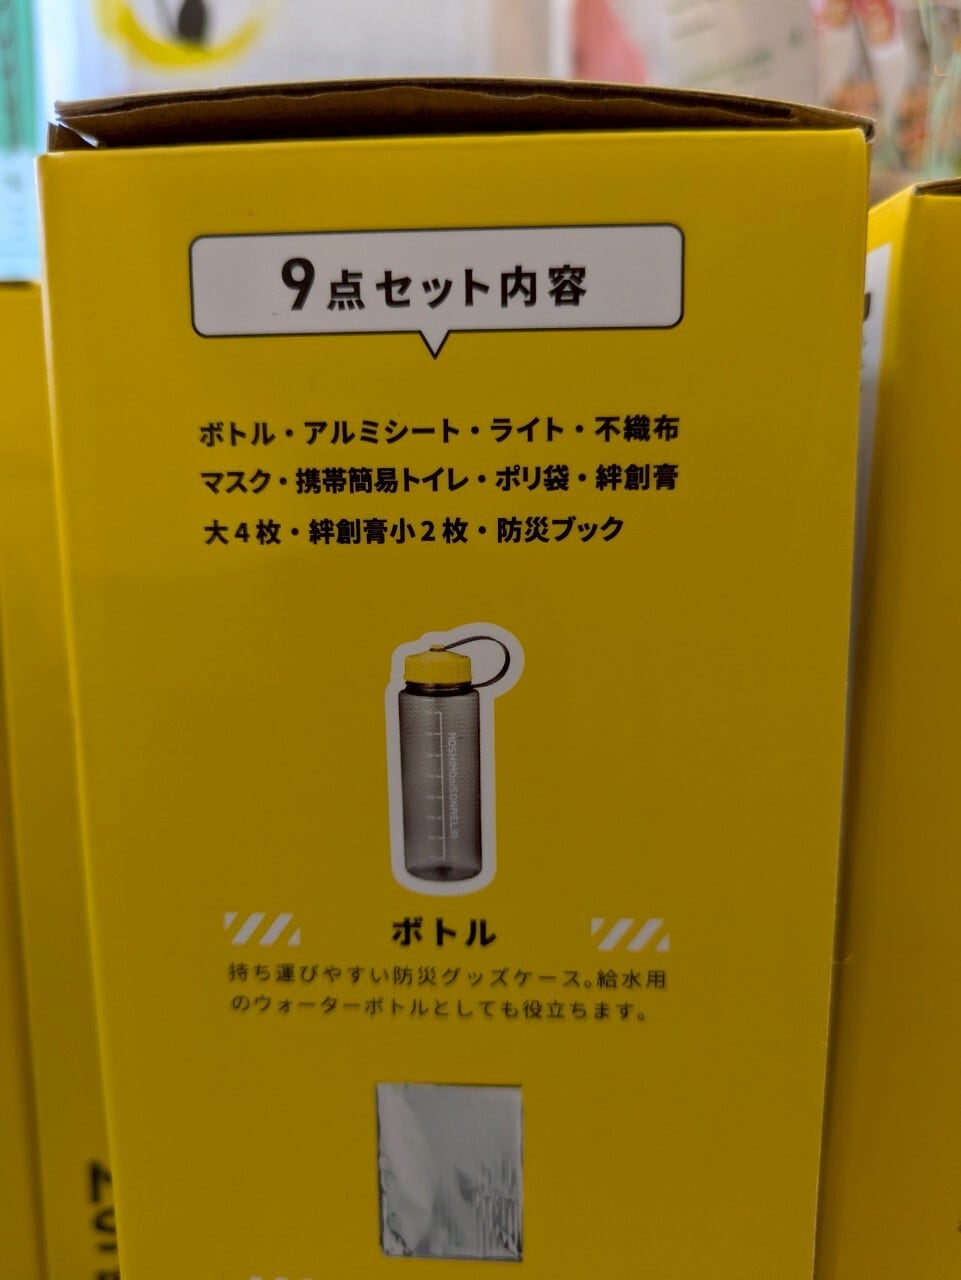 9点セット内容
ボトル・アルミシート・ライト・不織布
マスク・携帯簡易トイレ・ポリ袋・絆創膏
大4枚・絆創膏小2枚・防災ブック
MOSHIMO
ボトル
持ち運びやすい防災グッズケース。給水用
のウォーターボトルとしても役立ちます。